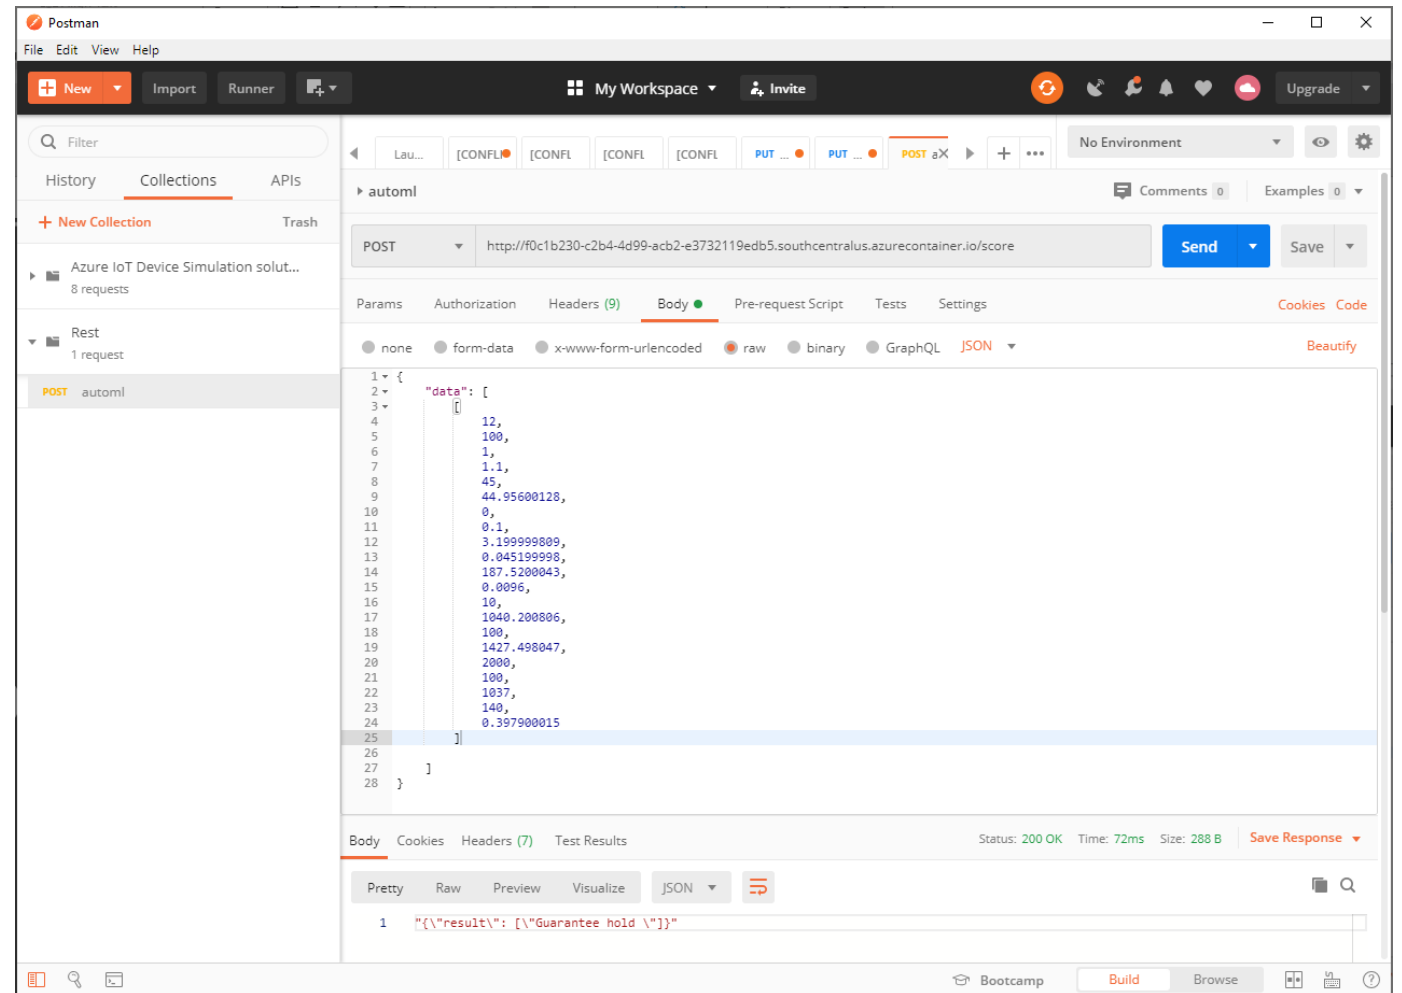 Postman
File Edit View Help
New Import Runner My Workspace Invite Upgrade
Filter
History Collections APIs
New Collection Trash
Azure IoT Device Simulation solut...
8 requests
Rest
1 request
POST automl
Lau... [CONFLI [CONFL [CONFL [CONFL PUT ... PUT ... POST a
No Environment
automl
Comments 0 Examples 0
POST http://f0c1b230-c2b4-4d99-acb2-e3732119edb5.southcentralus.azurecontainer.io/score Send Save
Params Authorization Headers (9) Body Pre-request Script Tests Settings Cookies Code
none form-data x-www-form-urlencoded raw binary GraphQL JSON Beautify
1 {
2 "data": [
3 [
4 12,
5 100,
6 1,
7 1.1,
8 45,
9 44.95600128,
10 0,
11 0.1,
12 3.199999809,
13 0.045199998,
14 187.5200043,
15 0.0096,
16 10,
17 1040.200806,
18 100,
19 1427.498047,
20 2000,
21 100,
22 1037,
23 140,
24 0.397900015
25 ]
26
27 ]
28 }
Body Cookies Headers (7) Test Results Status: 200 OK Time: 72ms Size: 288 B Save Response
Pretty Raw Preview Visualize JSON
1 "{\"result\": [\"Guarantee hold \"]}"
Bootcamp Build Browse